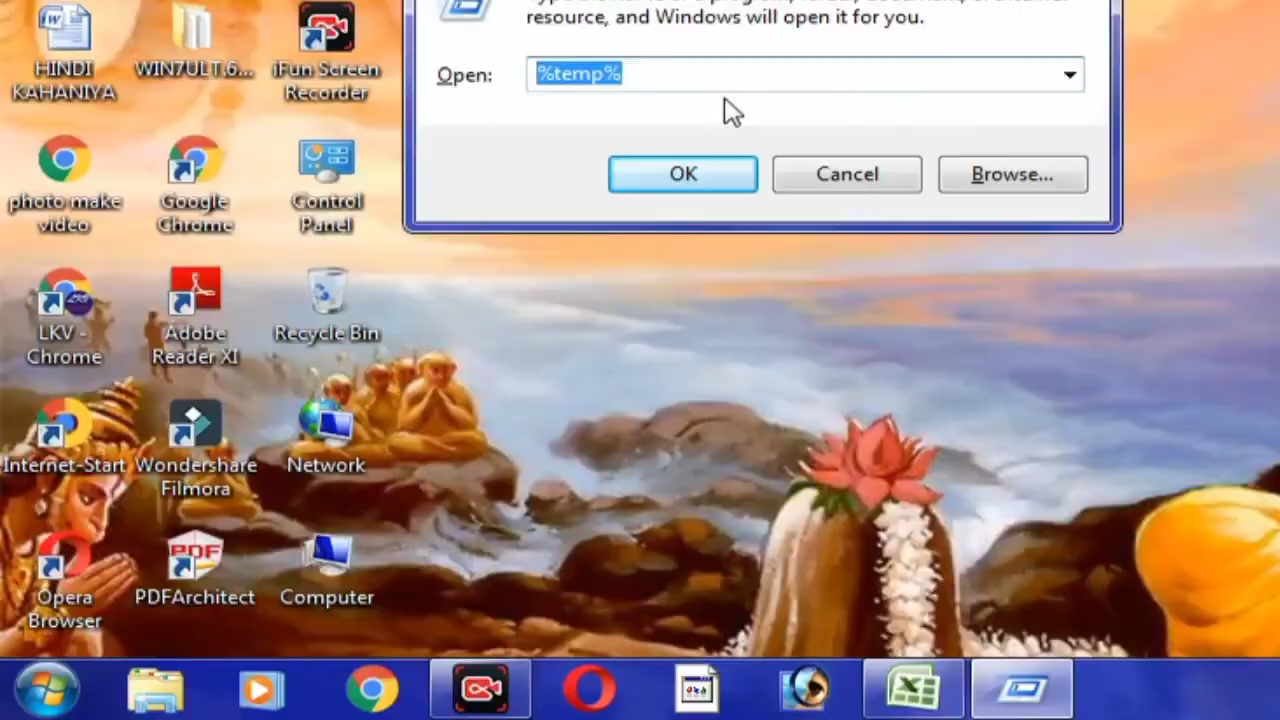 resource, and Windows will open it for you.
Open:
%temp%
OK
Cancel
Browse...
HINDI
KAHANIYA
WIN7ULT.6...
iFun Screen
Recorder
photo make
video
Google
Chrome
Control
Panel
LKV -
Chrome
Adobe
Reader XI
Recycle Bin
Internet-Start
Wondershare
Filmora
Network
PDF
Opera
Browser
PDFArchitect
Computer